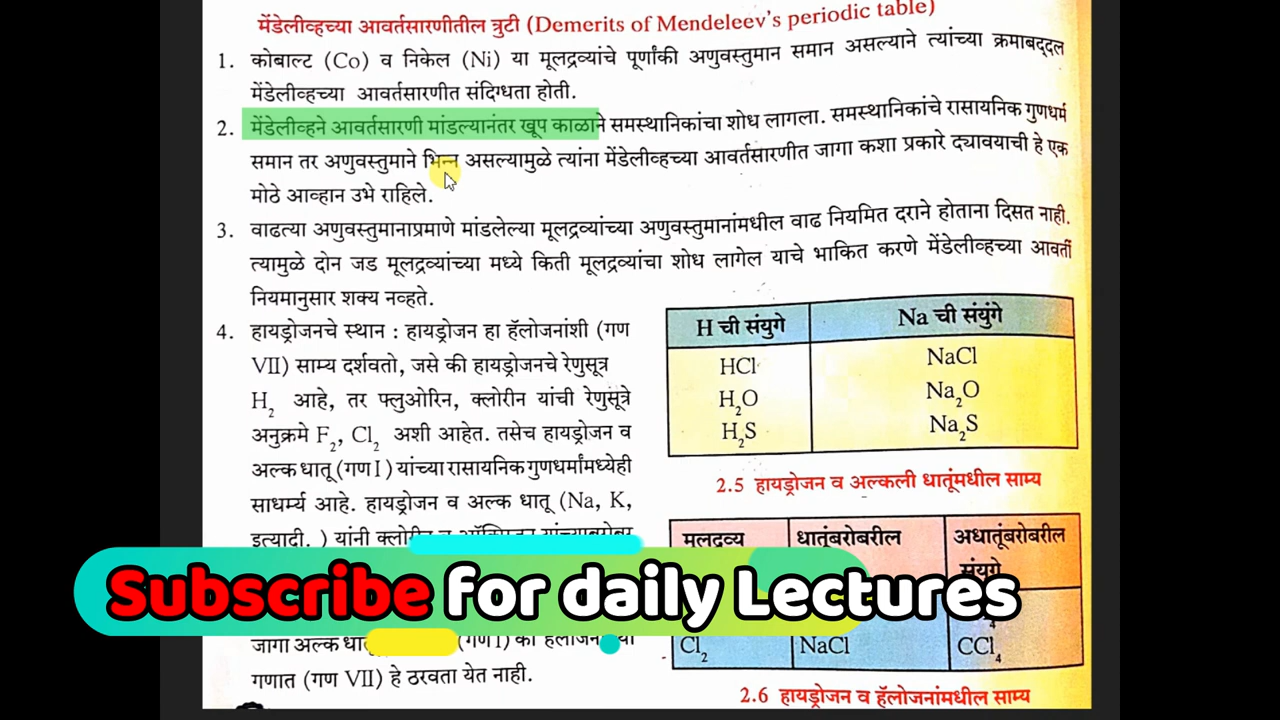 मेंडेलीव्हच्या आवर्तसारणीतील त्रुटी (Demerits of Mendeleev's periodic table)
1. कोबाल्ट (Co) व निकेल (Ni) या मूलद्रव्यांचे पूर्णांकी अणुवस्तुमान समान असल्याने त्यांच्या क्रमाबद्दल
मेंडेलीव्हच्या आवर्तसारणीत संदिग्धता होती.
2. मेंडेलीव्हने आवर्तसारणी मांडल्यानंतर खूप काळाने समस्थानिकांचा शोध लागला. समस्थानिकांचे रासायनिक गुणधर्म
समान तर अणुवस्तुमाने भिन्न असल्यामुळे त्यांना मेंडेलीव्हच्या आवर्तसारणीत जागा कशा प्रकारे द्यावयाची हे एक
मोठे आव्हान उभे राहिले.
3. वाढत्या अणुवस्तुमानाप्रमाणे मांडलेल्या मूलद्रव्यांच्या अणुवस्तुमानांमधील वाढ नियमित दराने होताना दिसत नाही.
त्यामुळे दोन जड मूलद्रव्यांच्या मध्ये किती मूलद्रव्यांचा शोध लागेल याचे भाकित करणे मेंडेलीव्हच्या आवर्ती
नियमानुसार शक्य नव्हते.
4. हायड्रोजनचे स्थान : हायड्रोजन हा हॅलोजनांशी (गण
VII) साम्य दर्शवतो, जसे की हायड्रोजनचे रेणुसूत्र
H₂ आहे, तर फ्लुओरिन, क्लोरीन यांची रेणुसूत्रे
अनुक्रमे F₂, Cl₂ अशी आहेत. तसेच हायड्रोजन व
अल्क धातू (गण I) यांच्या रासायनिक गुणधर्मांमध्येही
साधर्म्य आहे. हायड्रोजन व अल्क धातू (Na, K,
इत्यादी. ) यांनी
जागा अल्क (गण I) की
गणात (गण VII) हे ठरवता येत नाही.
H ची संयुगे Na ची संयुंगे
HCl NaCl
H₂O Na₂O
H₂S Na₂S
2.5 हायड्रोजन व अल्कली धातूंमधील साम्य
मूलद्रव्य धातूंबरोबरील अधातूंबरोबरील
संयुगे
Cl₂ NaCl CCl₄
2.6 हायड्रोजन व हॅलोजनांमधील साम्य
Subscribe for daily Lectures